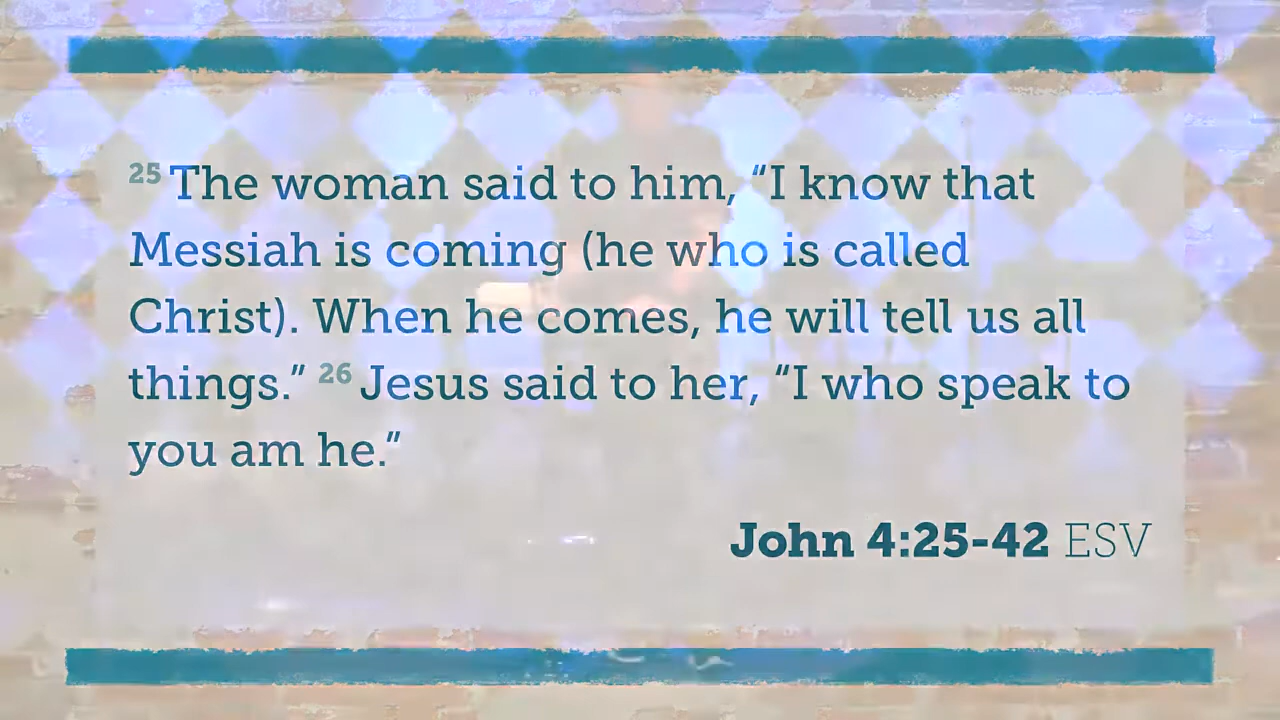 25 The woman said to him, “I know that
Messiah is coming (he who is called
Christ). When he comes, he will tell us all
things.” 26 Jesus said to her, “I who speak to
you am he.”
John 4:25-42 ESV